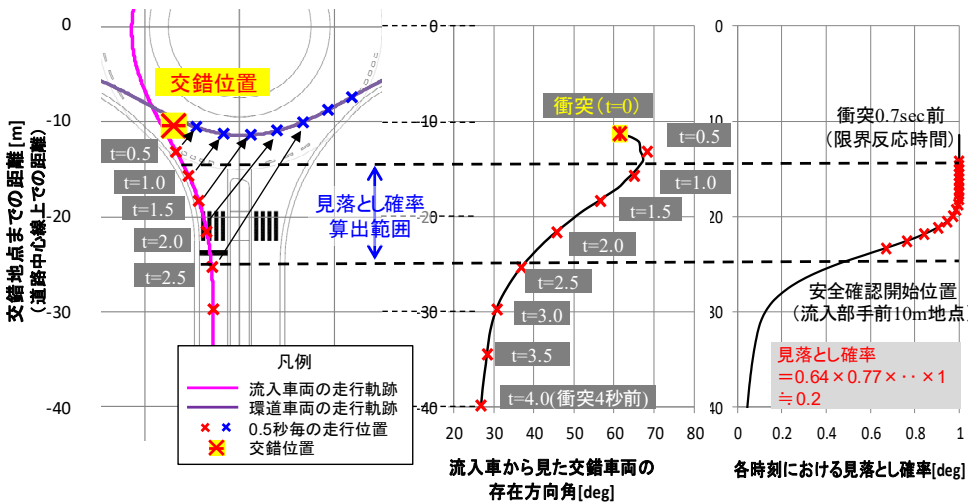 交錯地点までの距離[m]
(道路中心線上での距離)
0
-10
-20
-30
-40
交錯位置
t=0.5
t=1.0
t=1.5
t=2.0
t=2.5
見落とし確率
算出範囲
凡例
流入車両の走行軌跡
環道車両の走行軌跡
0.5秒毎の走行位置
交錯位置
-0
-10
-20
-30
-40
衝突(t=0)
t=0.5
t=1.0
t=1.5
t=2.0
t=2.5
t=3.0
t=3.5
t=4.0(衝突4秒前)
20 30 40 50 60 70 80
流入車から見た交錯車両の
存在方向角[deg]
0
10
20
30
40
衝突0.7sec前
(限界反応時間)
安全確認開始位置
(流入部手前10m地点)
見落とし確率
=0.64×0.77×‥×1
≒0.2
0 0.2 0.4 0.6 0.8 1
各時刻における見落とし確率[deg]